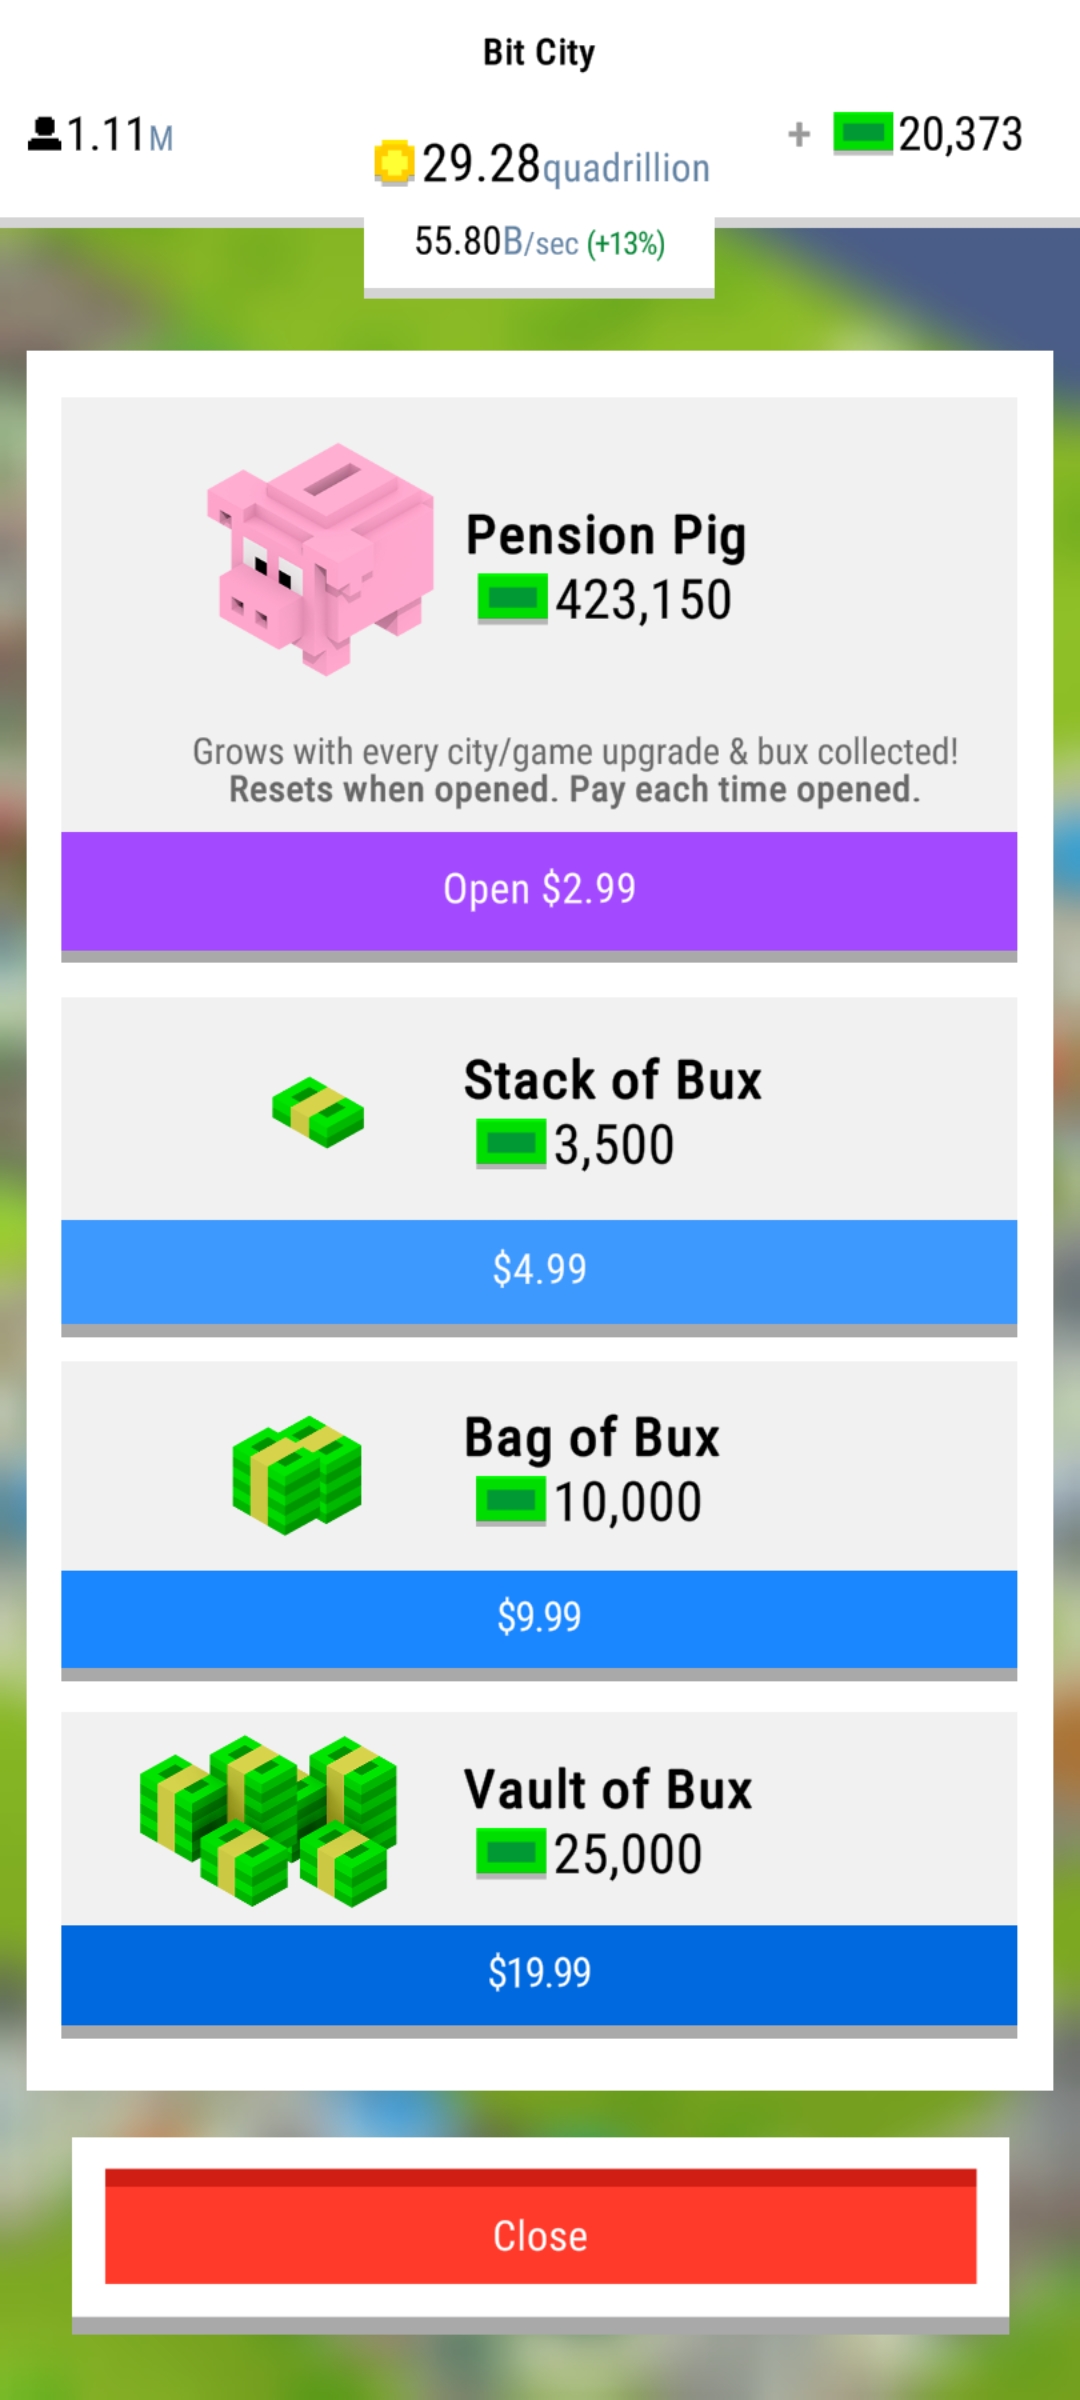 Bit City
1.11M
29.28quadrillion
+ 20,373
55.80B/sec (+13%)
Pension Pig
423,150
Grows with every city/game upgrade & bux collected!
Resets when opened. Pay each time opened.
Open $2.99
Stack of Bux
3,500
$4.99
Bag of Bux
10,000
$9.99
Vault of Bux
25,000
$19.99
Close